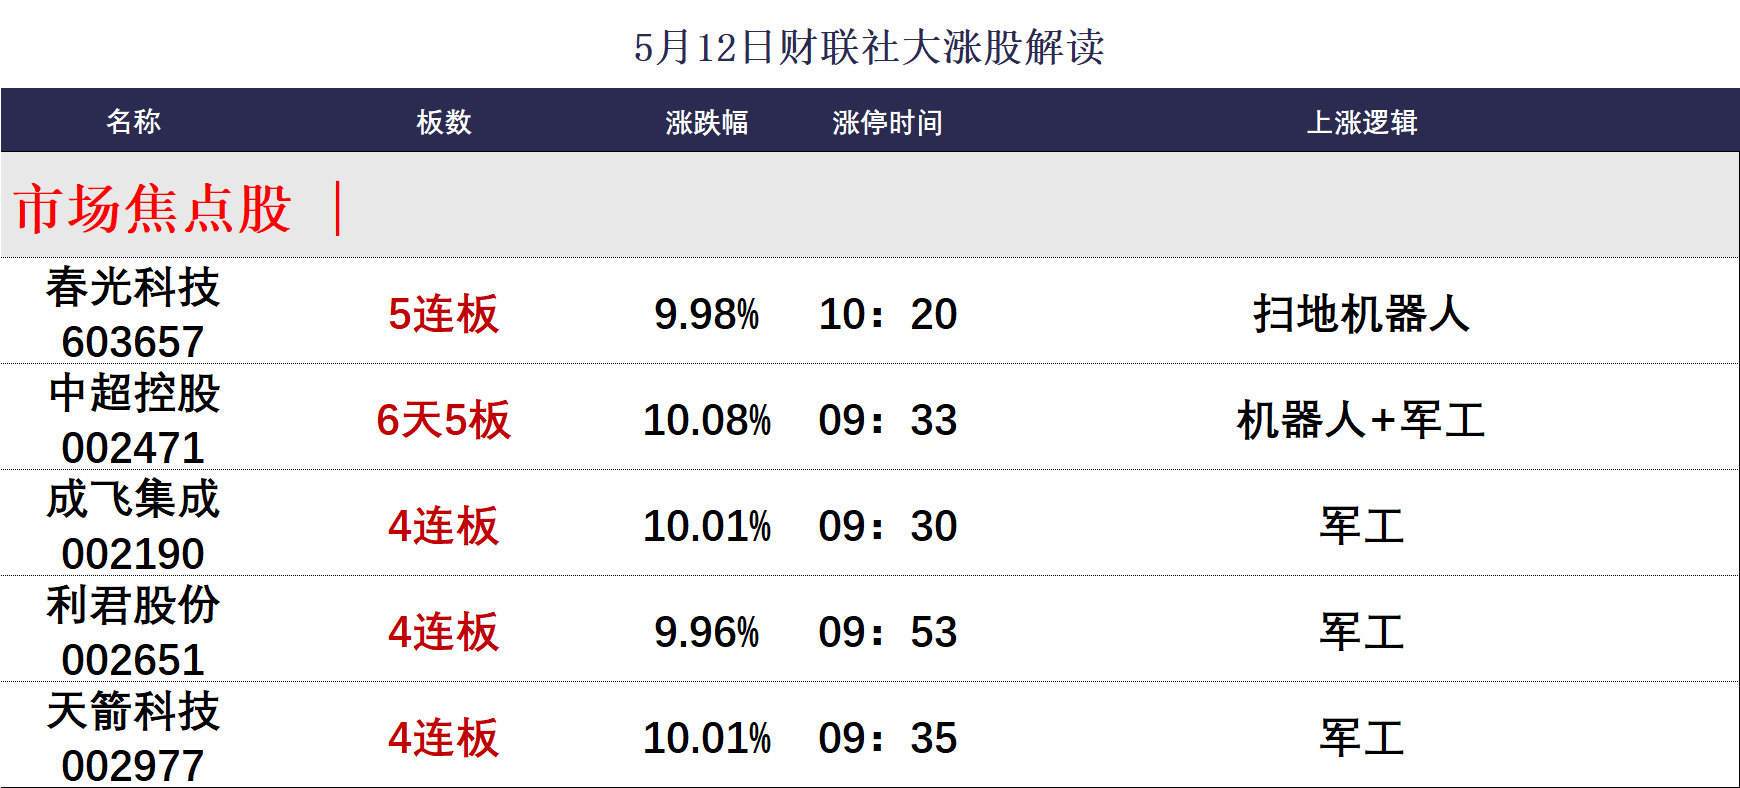 5月12日财联社大涨股解读
名称 板数 涨跌幅 涨停时间 上涨逻辑
市场焦点股 |
春光科技
603657 5连板 9.98% 10：20 扫地机器人
中超控股
002471 6天5板 10.08% 09：33 机器人+军工
成飞集成
002190 4连板 10.01% 09：30 军工
利君股份
002651 4连板 9.96% 09：53 军工
天箭科技
002977 4连板 10.01% 09：35 军工